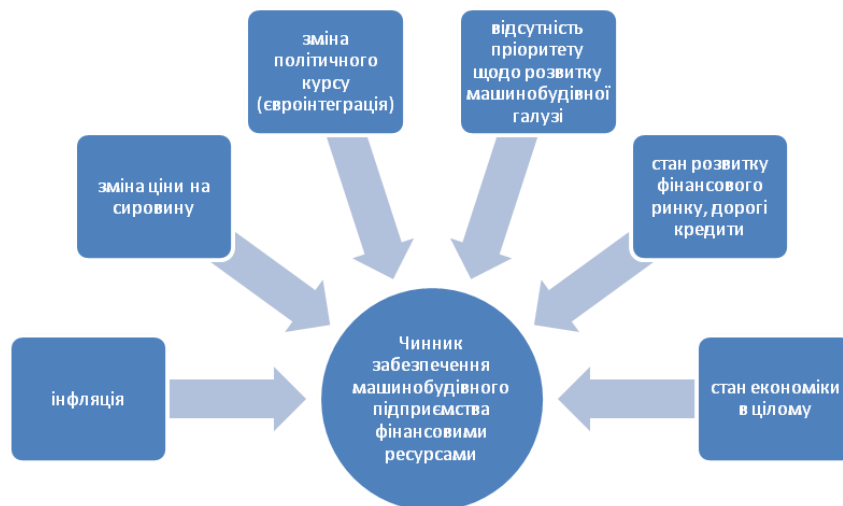 зміна
політичного
курсу
(євроінтеграція)
відсутність
пріоритету
щодо розвитку
машинобудівної
галузі
зміна ціни на
сировину
стан розвитку
фінансового
ринку, дорогі
кредити
інфляція
Чинник
забезпечення
машинобудівного
підприємства
фінансовими
ресурсами
стан економіки
в цілому